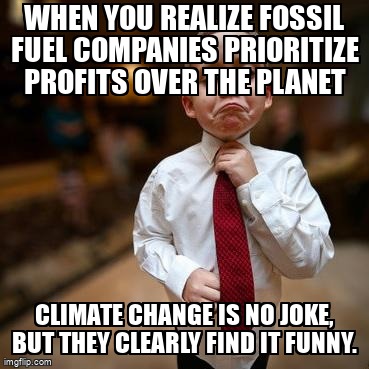 WHEN YOU REALIZE FOSSIL
FUEL COMPANIES PRIORITIZE
PROFITS OVER THE PLANET
CLIMATE CHANGE IS NO JOKE,
BUT THEY CLEARLY FIND IT FUNNY.
imgflip.com